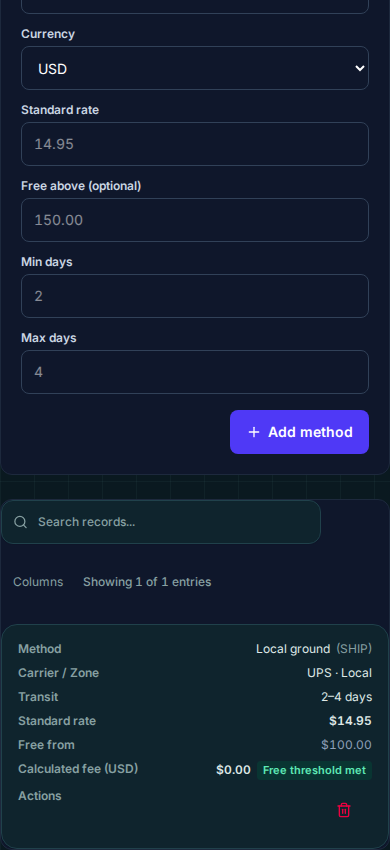 Currency
USD
Standard rate
14.95
Free above (optional)
150.00
Min days
2
Max days
4
+ Add method
Search records...
Columns Showing 1 of 1 entries
Method Local ground (SHIP)
Carrier / Zone UPS · Local
Transit 2–4 days
Standard rate $14.95
Free from $100.00
Calculated fee (USD) $0.00 Free threshold met
Actions